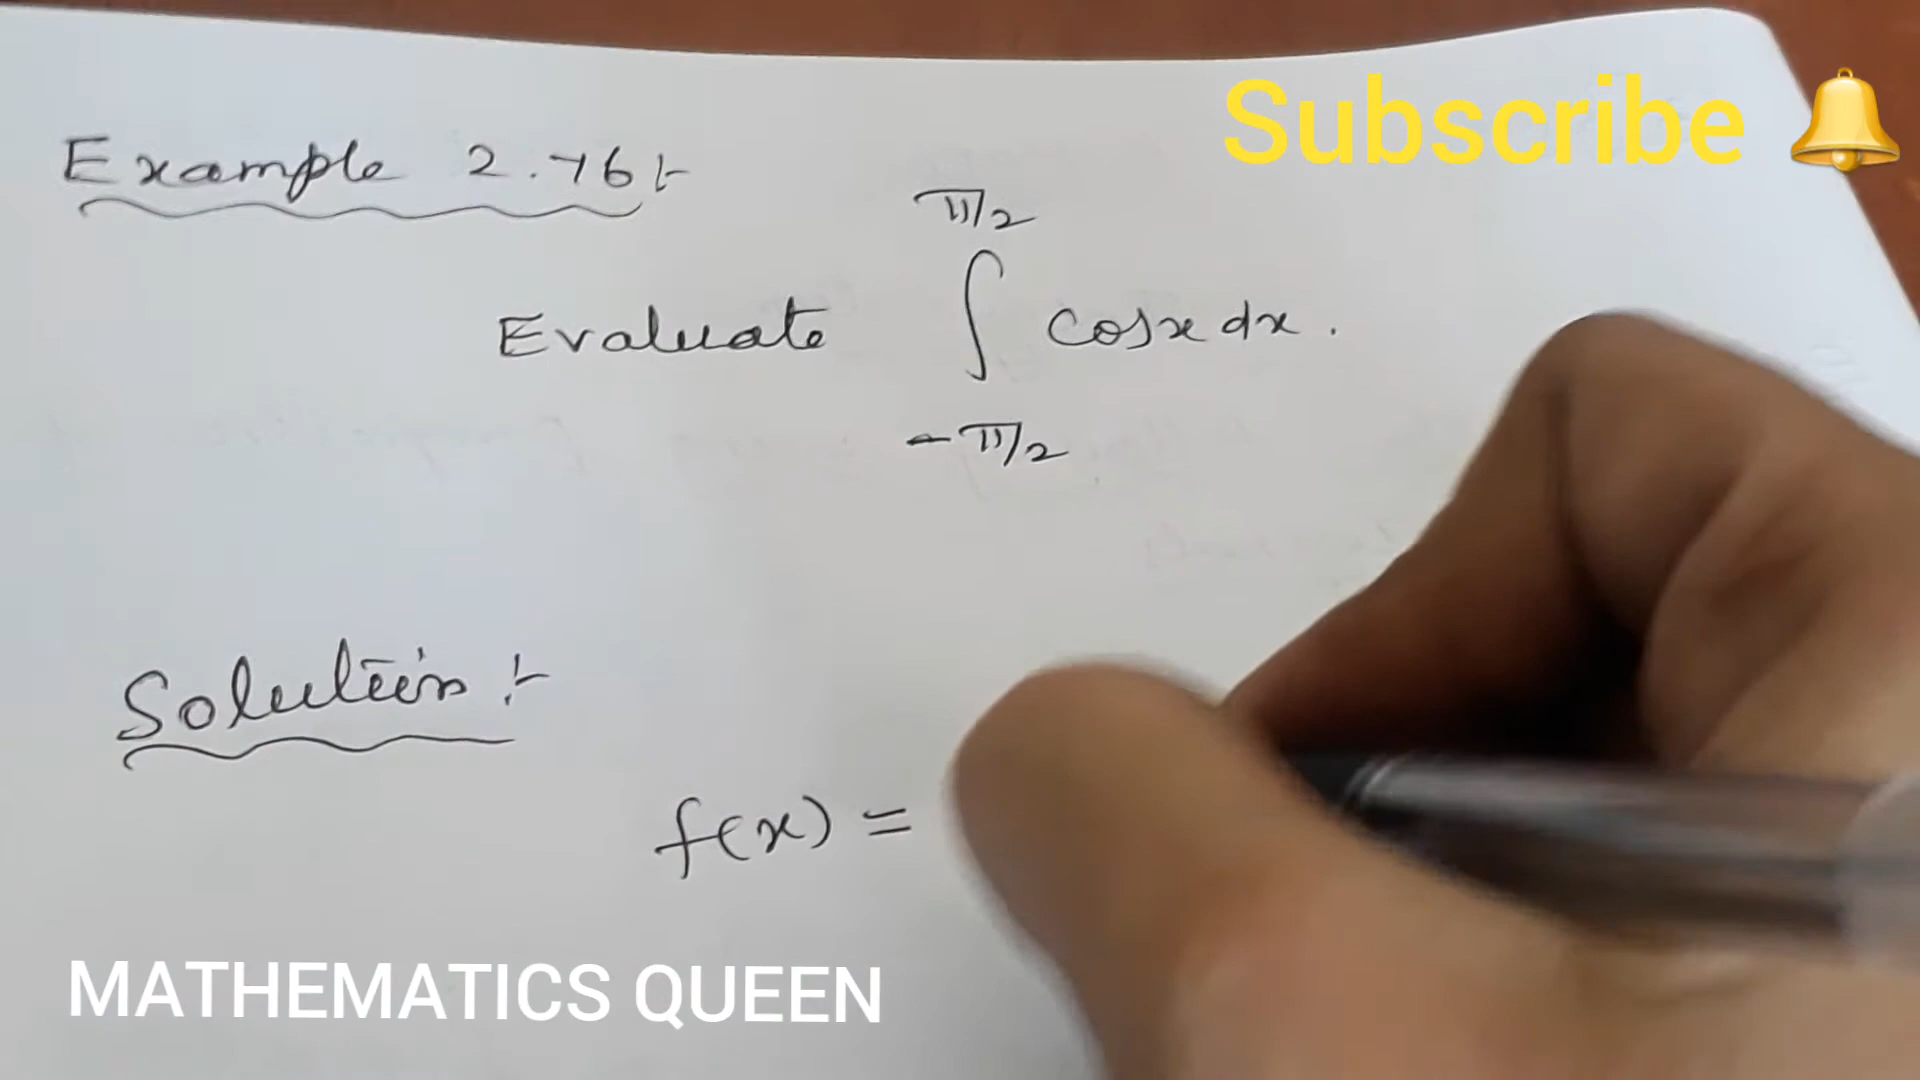 Subscribe 🔔
Example 2.76 :-
Evaluate ∫_{-π/2}^{π/2} cosx dx .
Solution :-
f(x) =
MATHEMATICS QUEEN